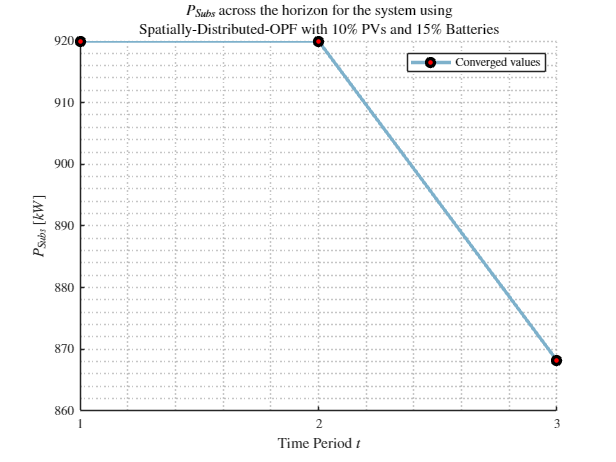 P_Subs across the horizon for the system using
Spatially-Distributed-OPF with 10% PVs and 15% Batteries
Converged values
920
910
900
890
880
870
860
P_Subs [kW]
1
2
3
Time Period t